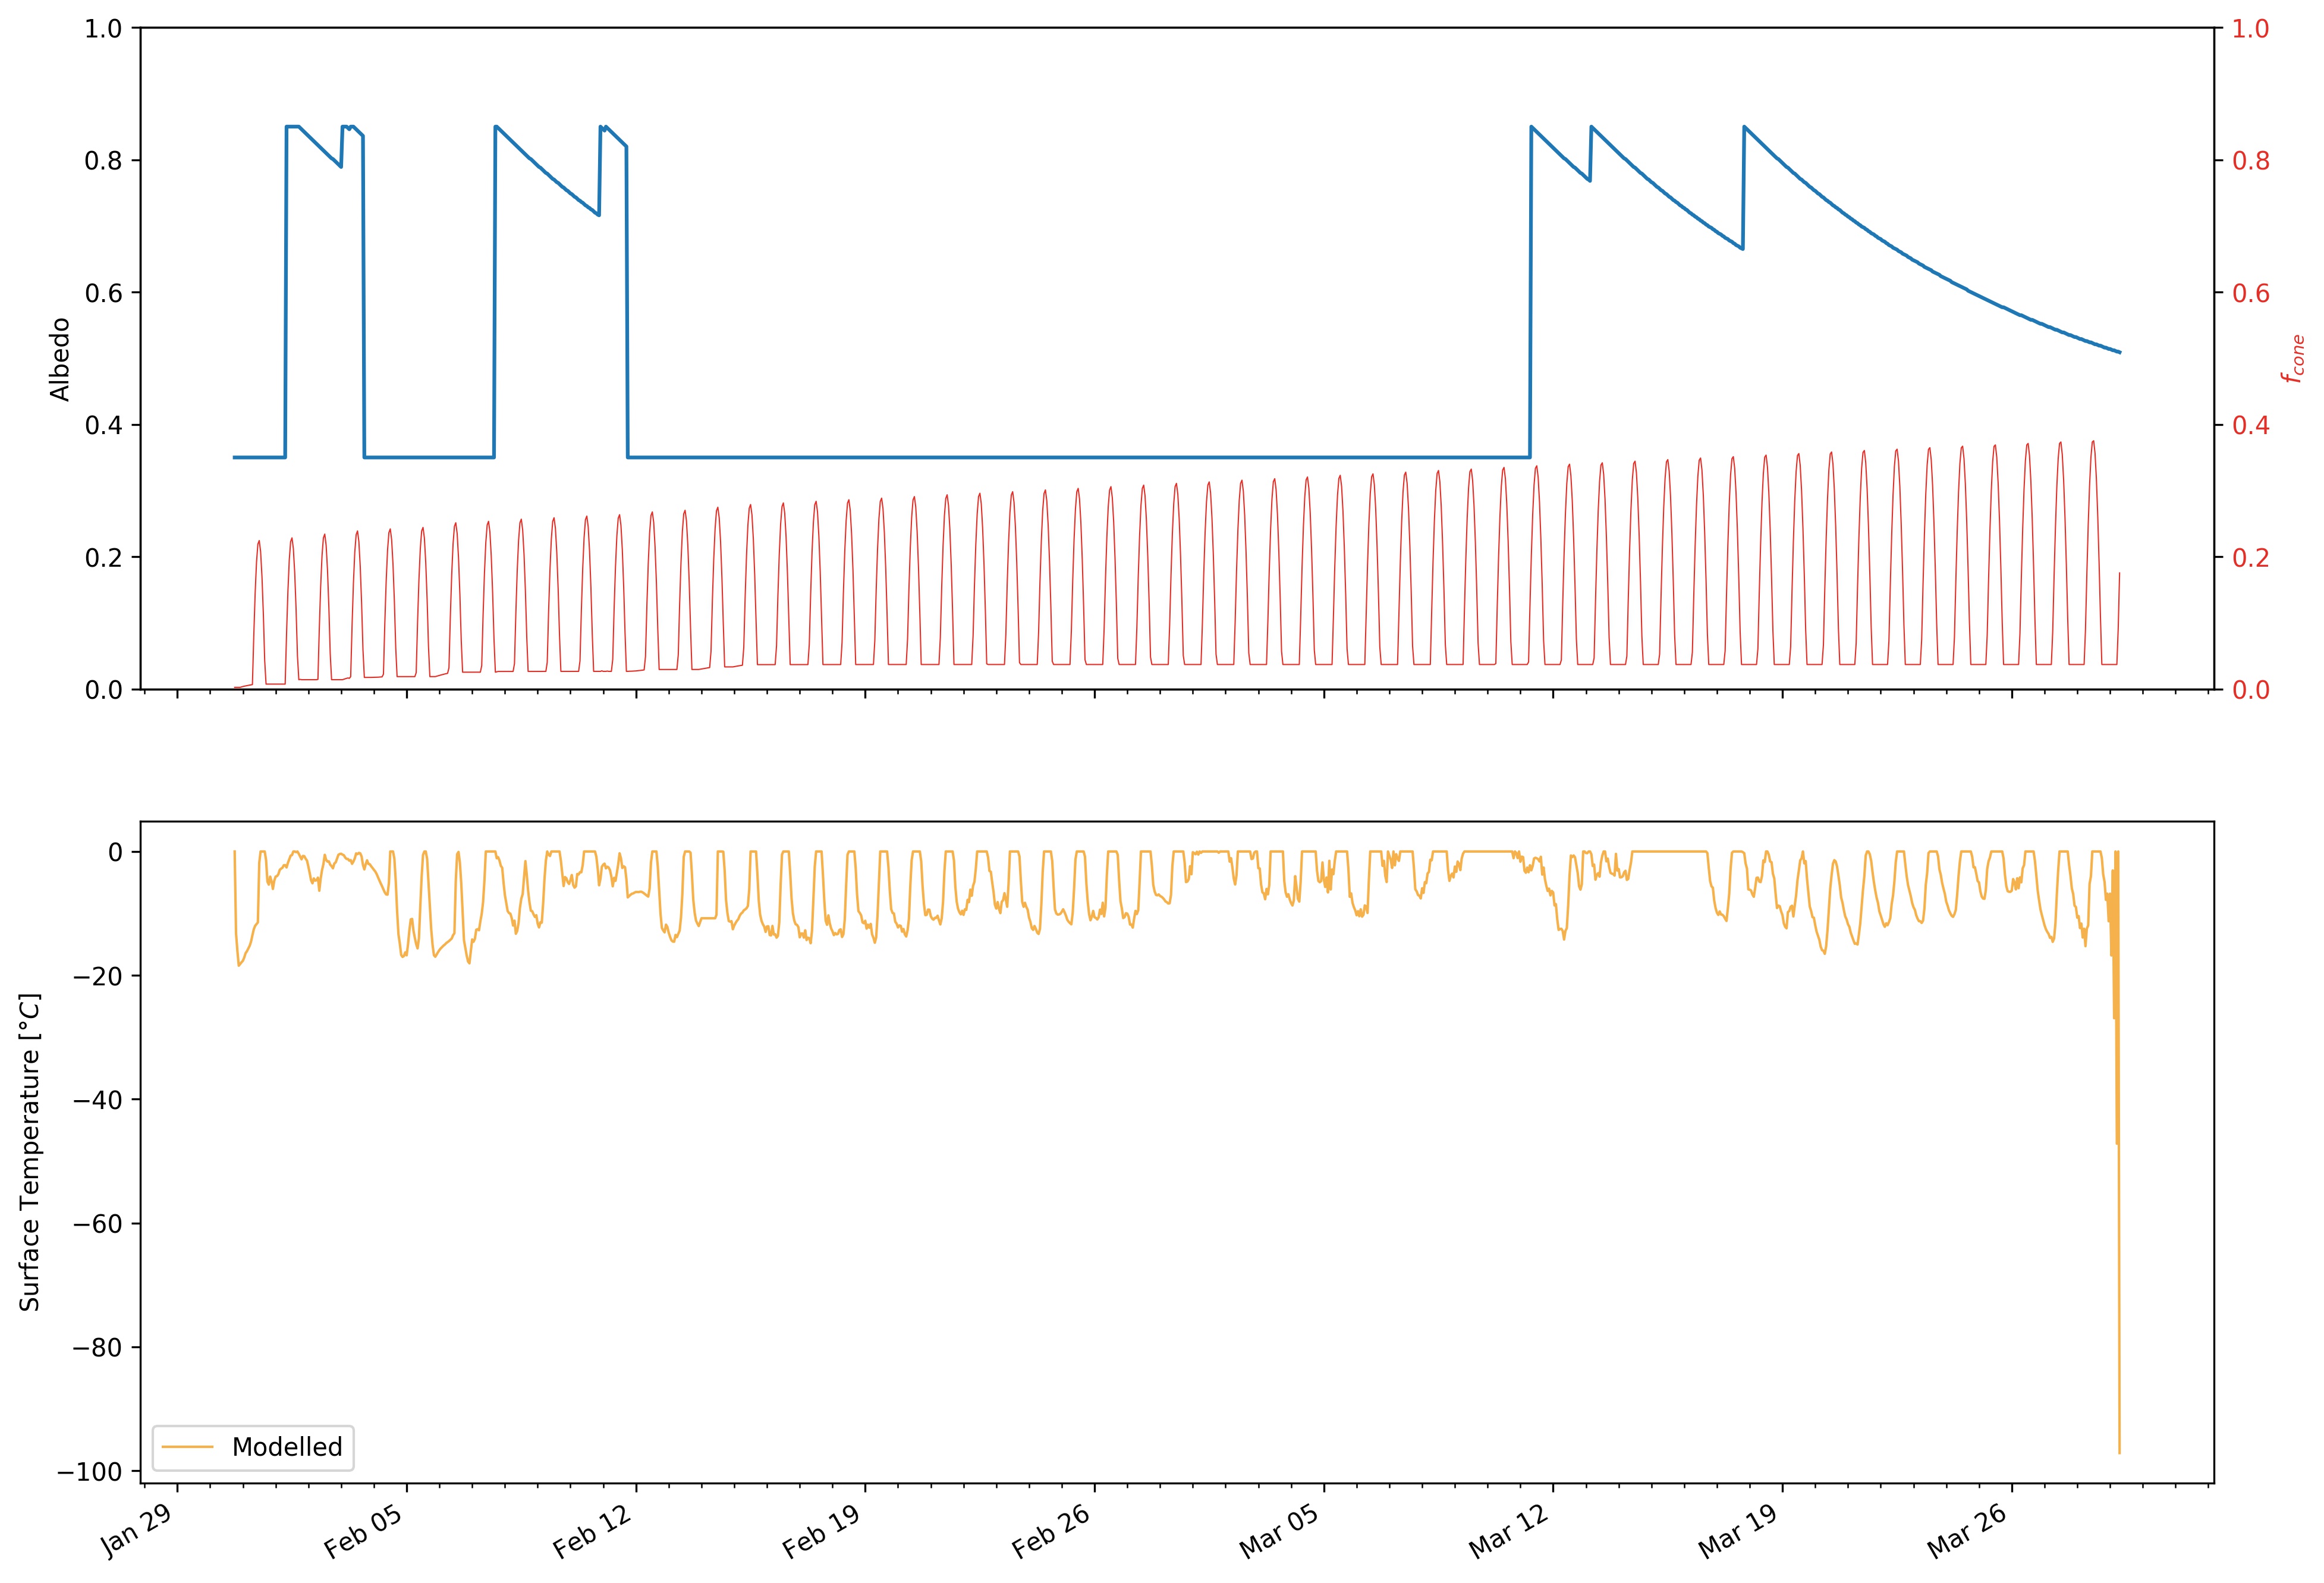 1.0
0.8
0.6
0.4
0.2
0.0
Albedo
1.0
0.8
0.6
0.4
0.2
0.0
f_cone
0
−20
−40
−60
−80
−100
Surface Temperature [°C]
Modelled
Jan 29
Feb 05
Feb 12
Feb 19
Feb 26
Mar 05
Mar 12
Mar 19
Mar 26